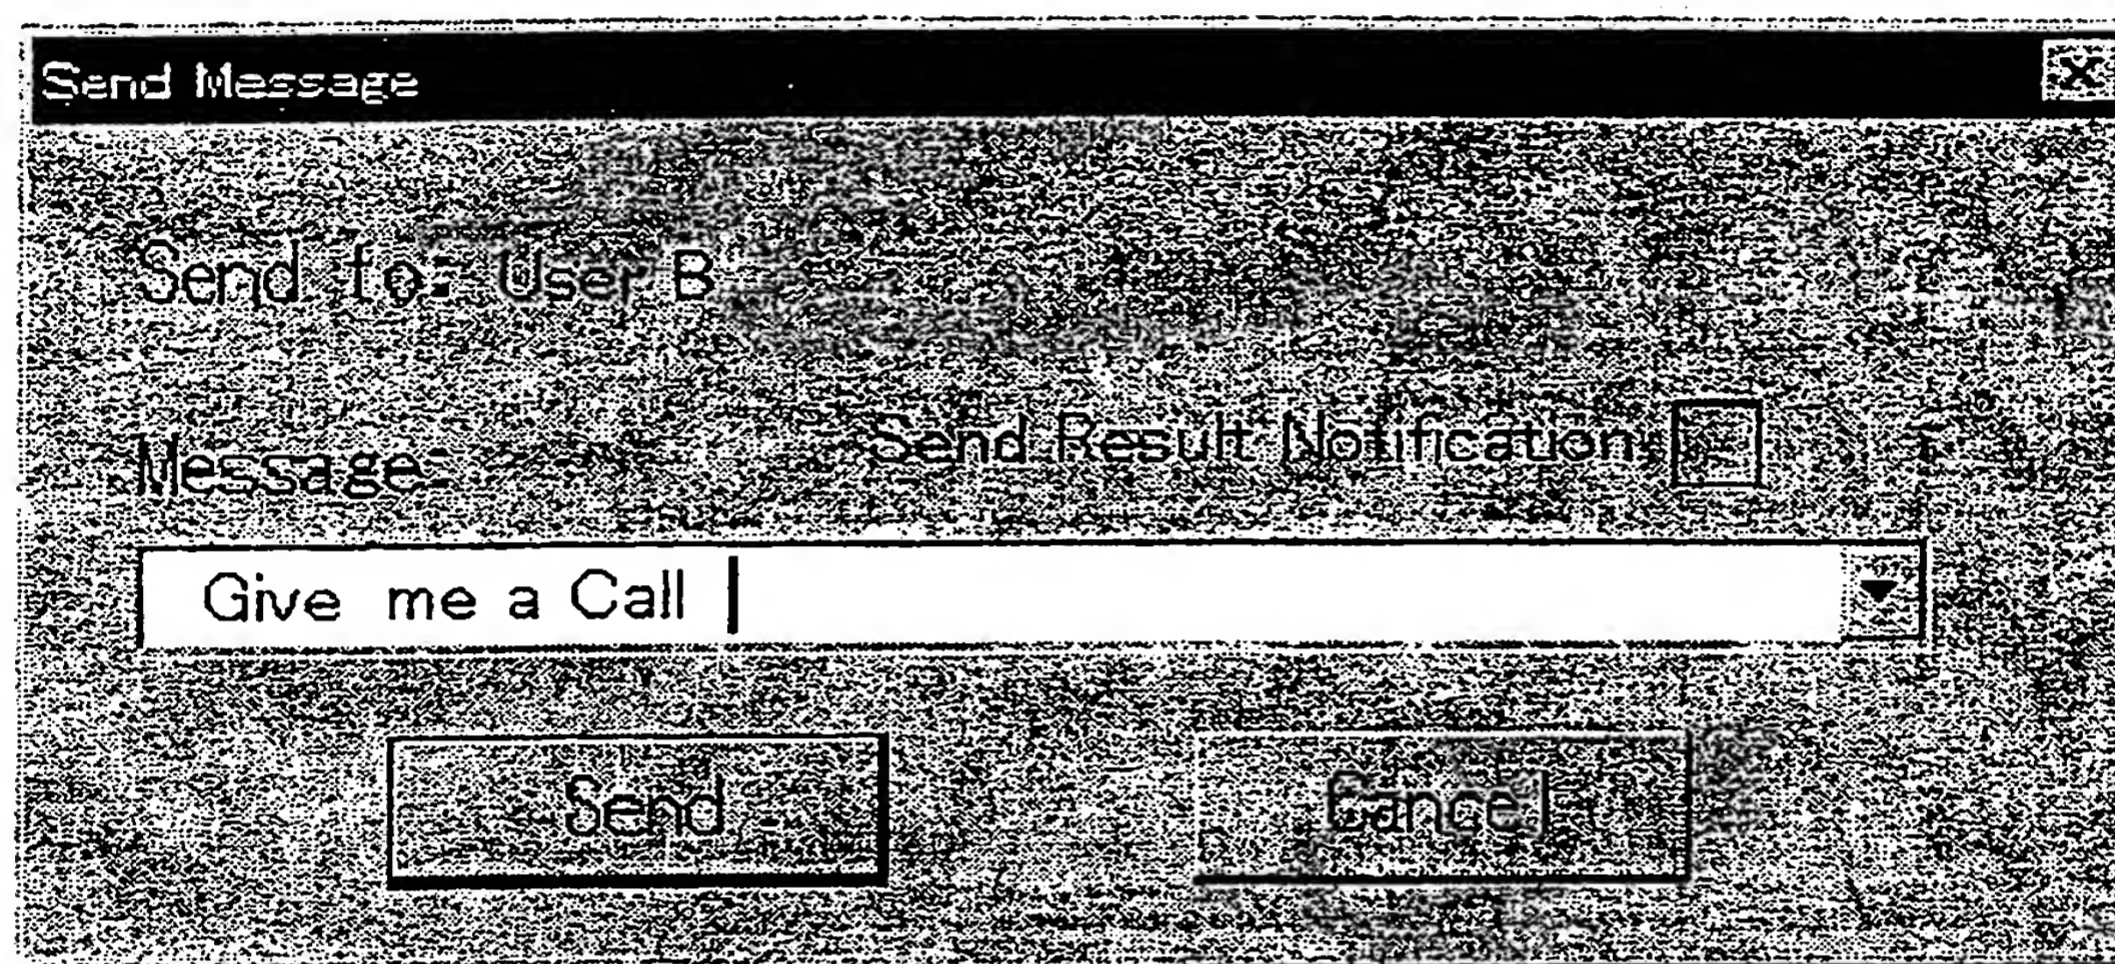 Send Message
Send to: User B
Send Result Notification:
Message:
Give me a Call
Send
Cancel